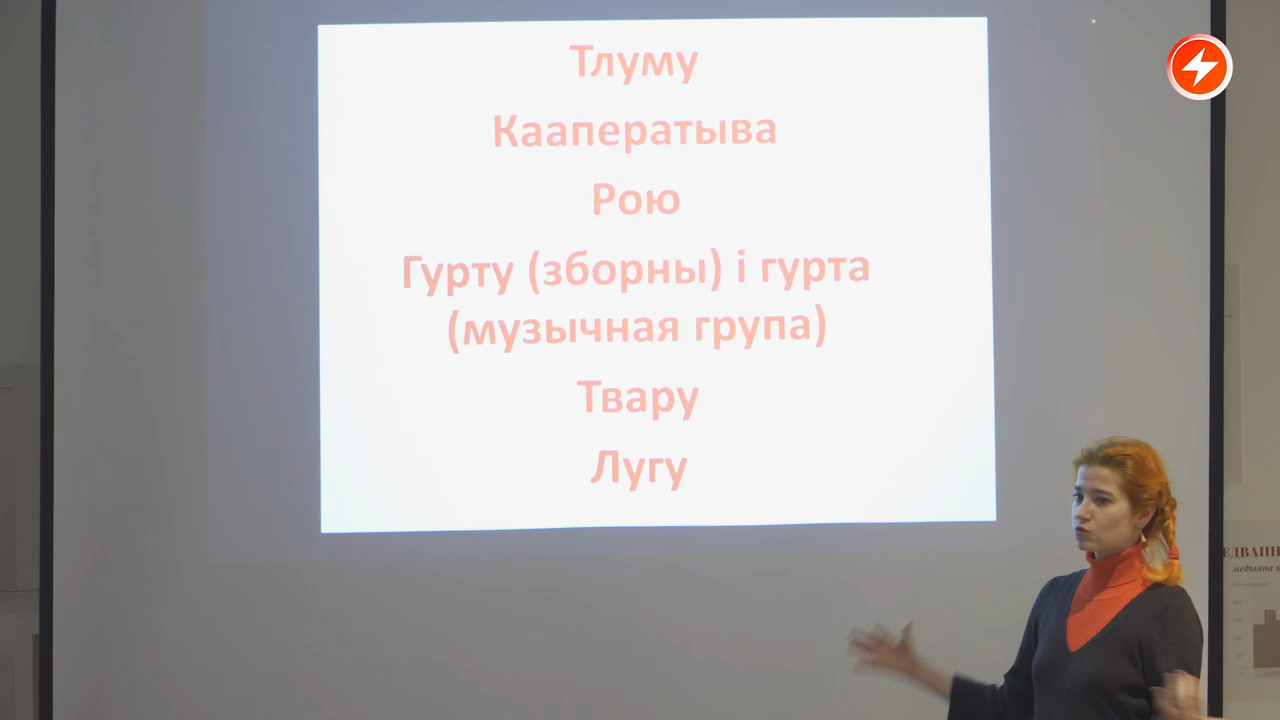 Тлуму
Кааператыва
Рою
Гурту (зборны) і гурта
(музычная група)
Твару
Лугу